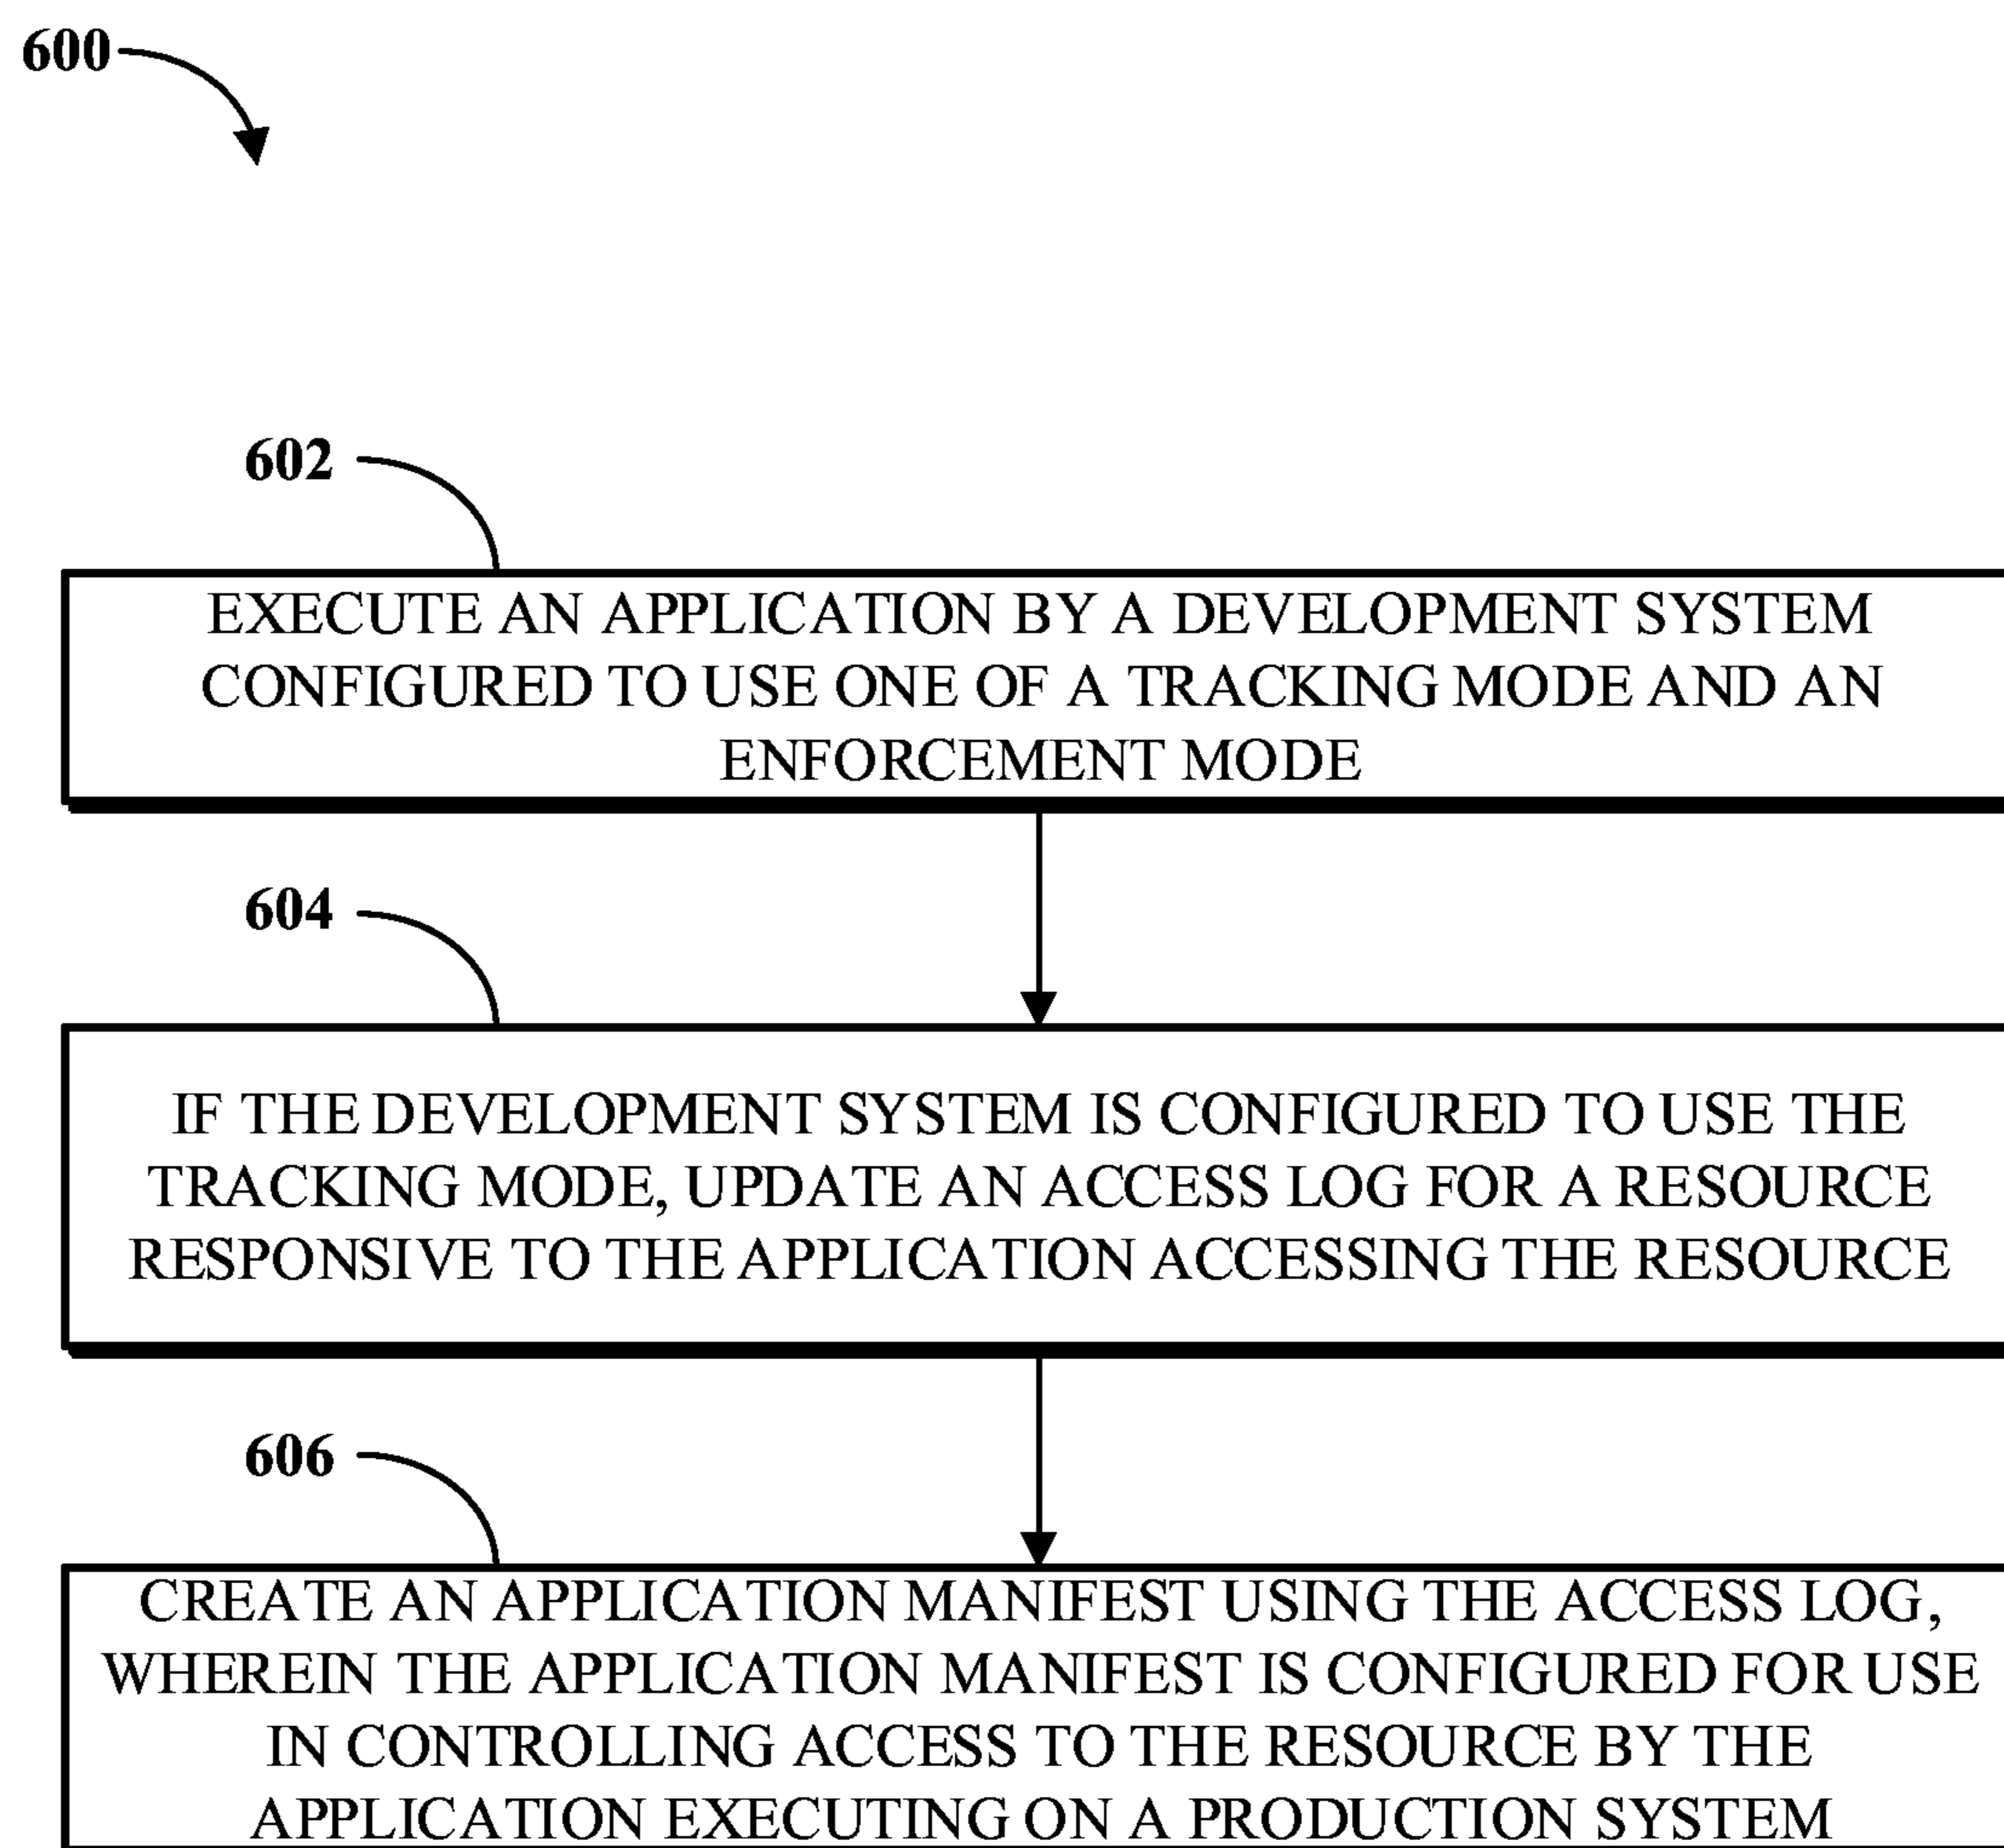 600
602
EXECUTE AN APPLICATION BY A DEVELOPMENT SYSTEM
CONFIGURED TO USE ONE OF A TRACKING MODE AND AN
ENFORCEMENT MODE
604
IF THE DEVELOPMENT SYSTEM IS CONFIGURED TO USE THE
TRACKING MODE, UPDATE AN ACCESS LOG FOR A RESOURCE
RESPONSIVE TO THE APPLICATION ACCESSING THE RESOURCE
606
CREATE AN APPLICATION MANIFEST USING THE ACCESS LOG,
WHEREIN THE APPLICATION MANIFEST IS CONFIGURED FOR USE
IN CONTROLLING ACCESS TO THE RESOURCE BY THE
APPLICATION EXECUTING ON A PRODUCTION SYSTEM